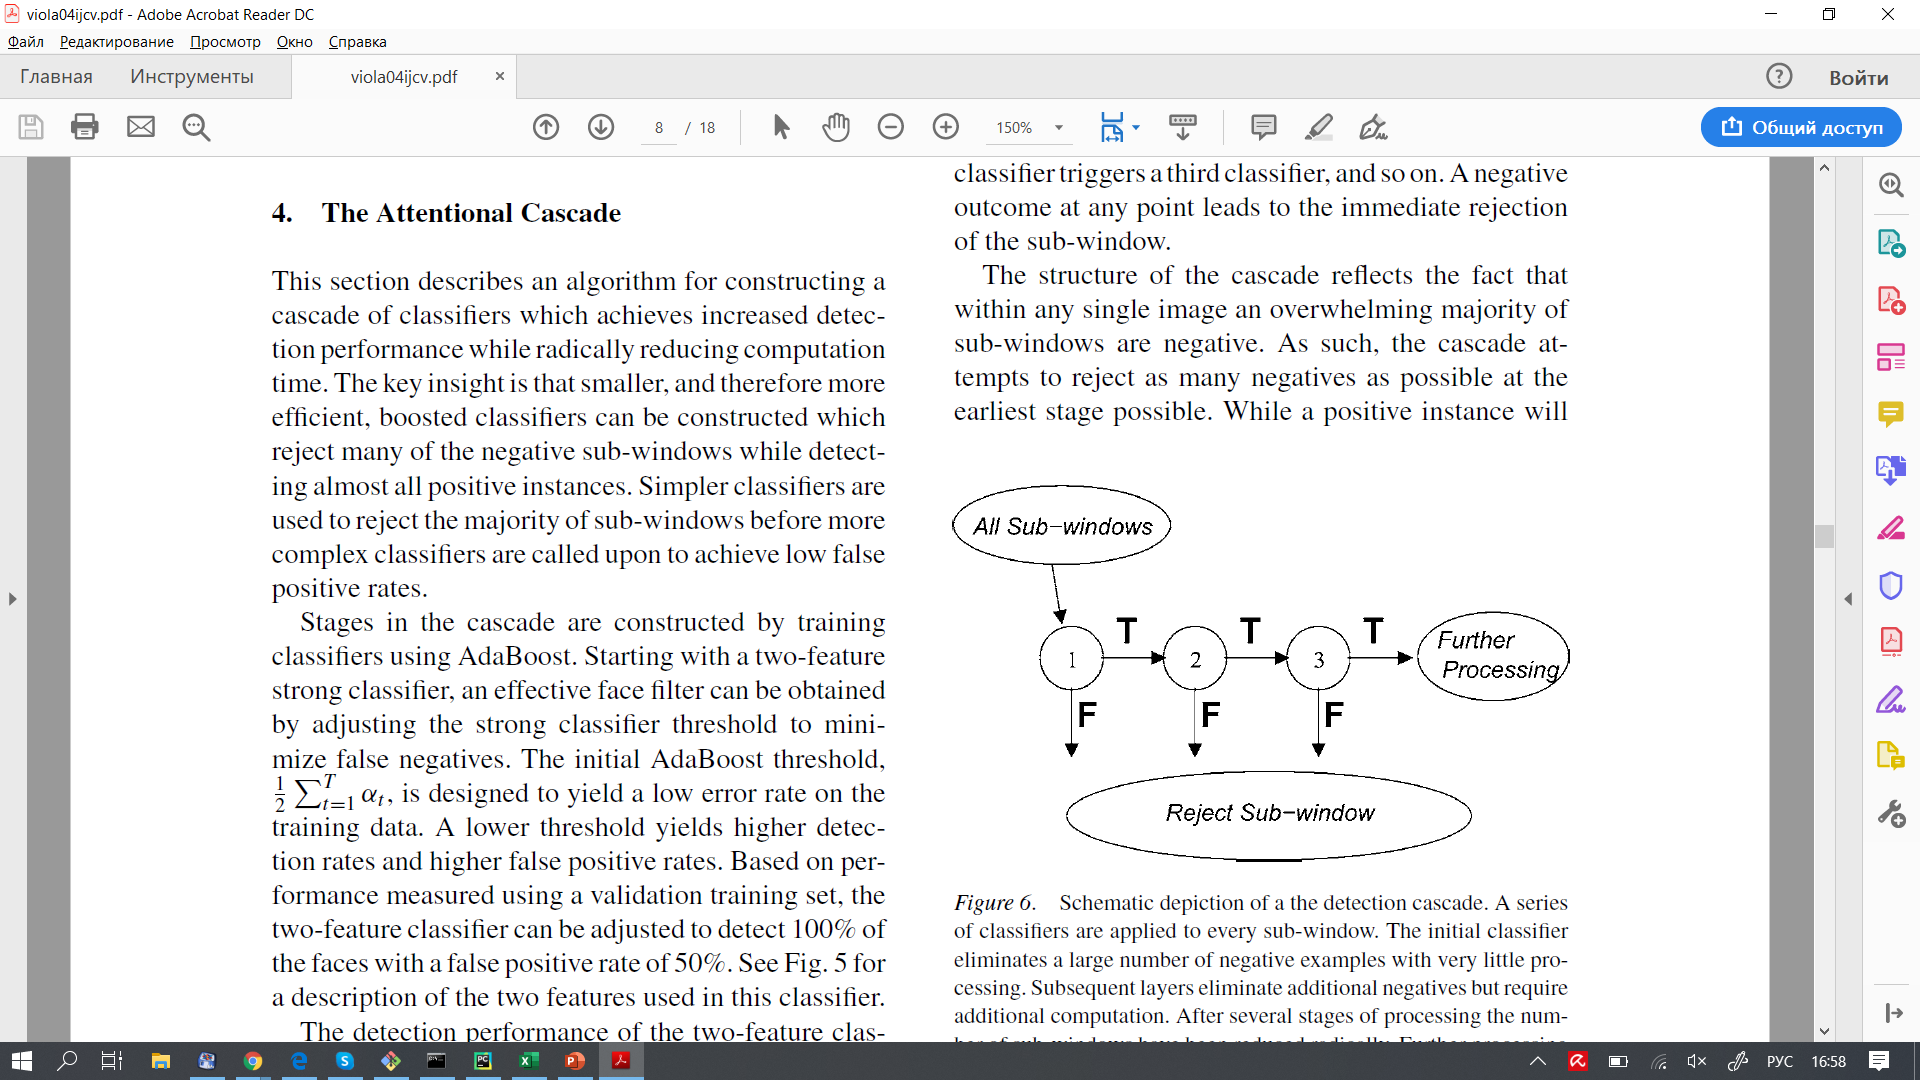 viola04ijcv.pdf - Adobe Acrobat Reader DC
Файл Редактирование Просмотр Окно Справка
Главная Инструменты viola04ijcv.pdf × Войти
8 / 18 150% Общий доступ
4. The Attentional Cascade
This section describes an algorithm for constructing a
cascade of classifiers which achieves increased detec-
tion performance while radically reducing computation
time. The key insight is that smaller, and therefore more
efficient, boosted classifiers can be constructed which
reject many of the negative sub-windows while detect-
ing almost all positive instances. Simpler classifiers are
used to reject the majority of sub-windows before more
complex classifiers are called upon to achieve low false
positive rates.
Stages in the cascade are constructed by training
classifiers using AdaBoost. Starting with a two-feature
strong classifier, an effective face filter can be obtained
by adjusting the strong classifier threshold to mini-
mize false negatives. The initial AdaBoost threshold,
1/2 ∑_{t=1}^{T} α_t, is designed to yield a low error rate on the
training data. A lower threshold yields higher detec-
tion rates and higher false positive rates. Based on per-
formance measured using a validation training set, the
two-feature classifier can be adjusted to detect 100% of
the faces with a false positive rate of 50%. See Fig. 5 for
a description of the two features used in this classifier.
The detection performance of the two-feature clas-
classifier triggers a third classifier, and so on. A negative
outcome at any point leads to the immediate rejection
of the sub-window.
The structure of the cascade reflects the fact that
within any single image an overwhelming majority of
sub-windows are negative. As such, the cascade at-
tempts to reject as many negatives as possible at the
earliest stage possible. While a positive instance will
All Sub-windows
T T T
1 2 3
Further
Processing
F F F
Reject Sub-window
Figure 6. Schematic depiction of a the detection cascade. A series
of classifiers are applied to every sub-window. The initial classifier
eliminates a large number of negative examples with very little pro-
cessing. Subsequent layers eliminate additional negatives but require
additional computation. After several stages of processing the num-
ber of sub-windows have been reduced radically. Further processing
РУС 16:58